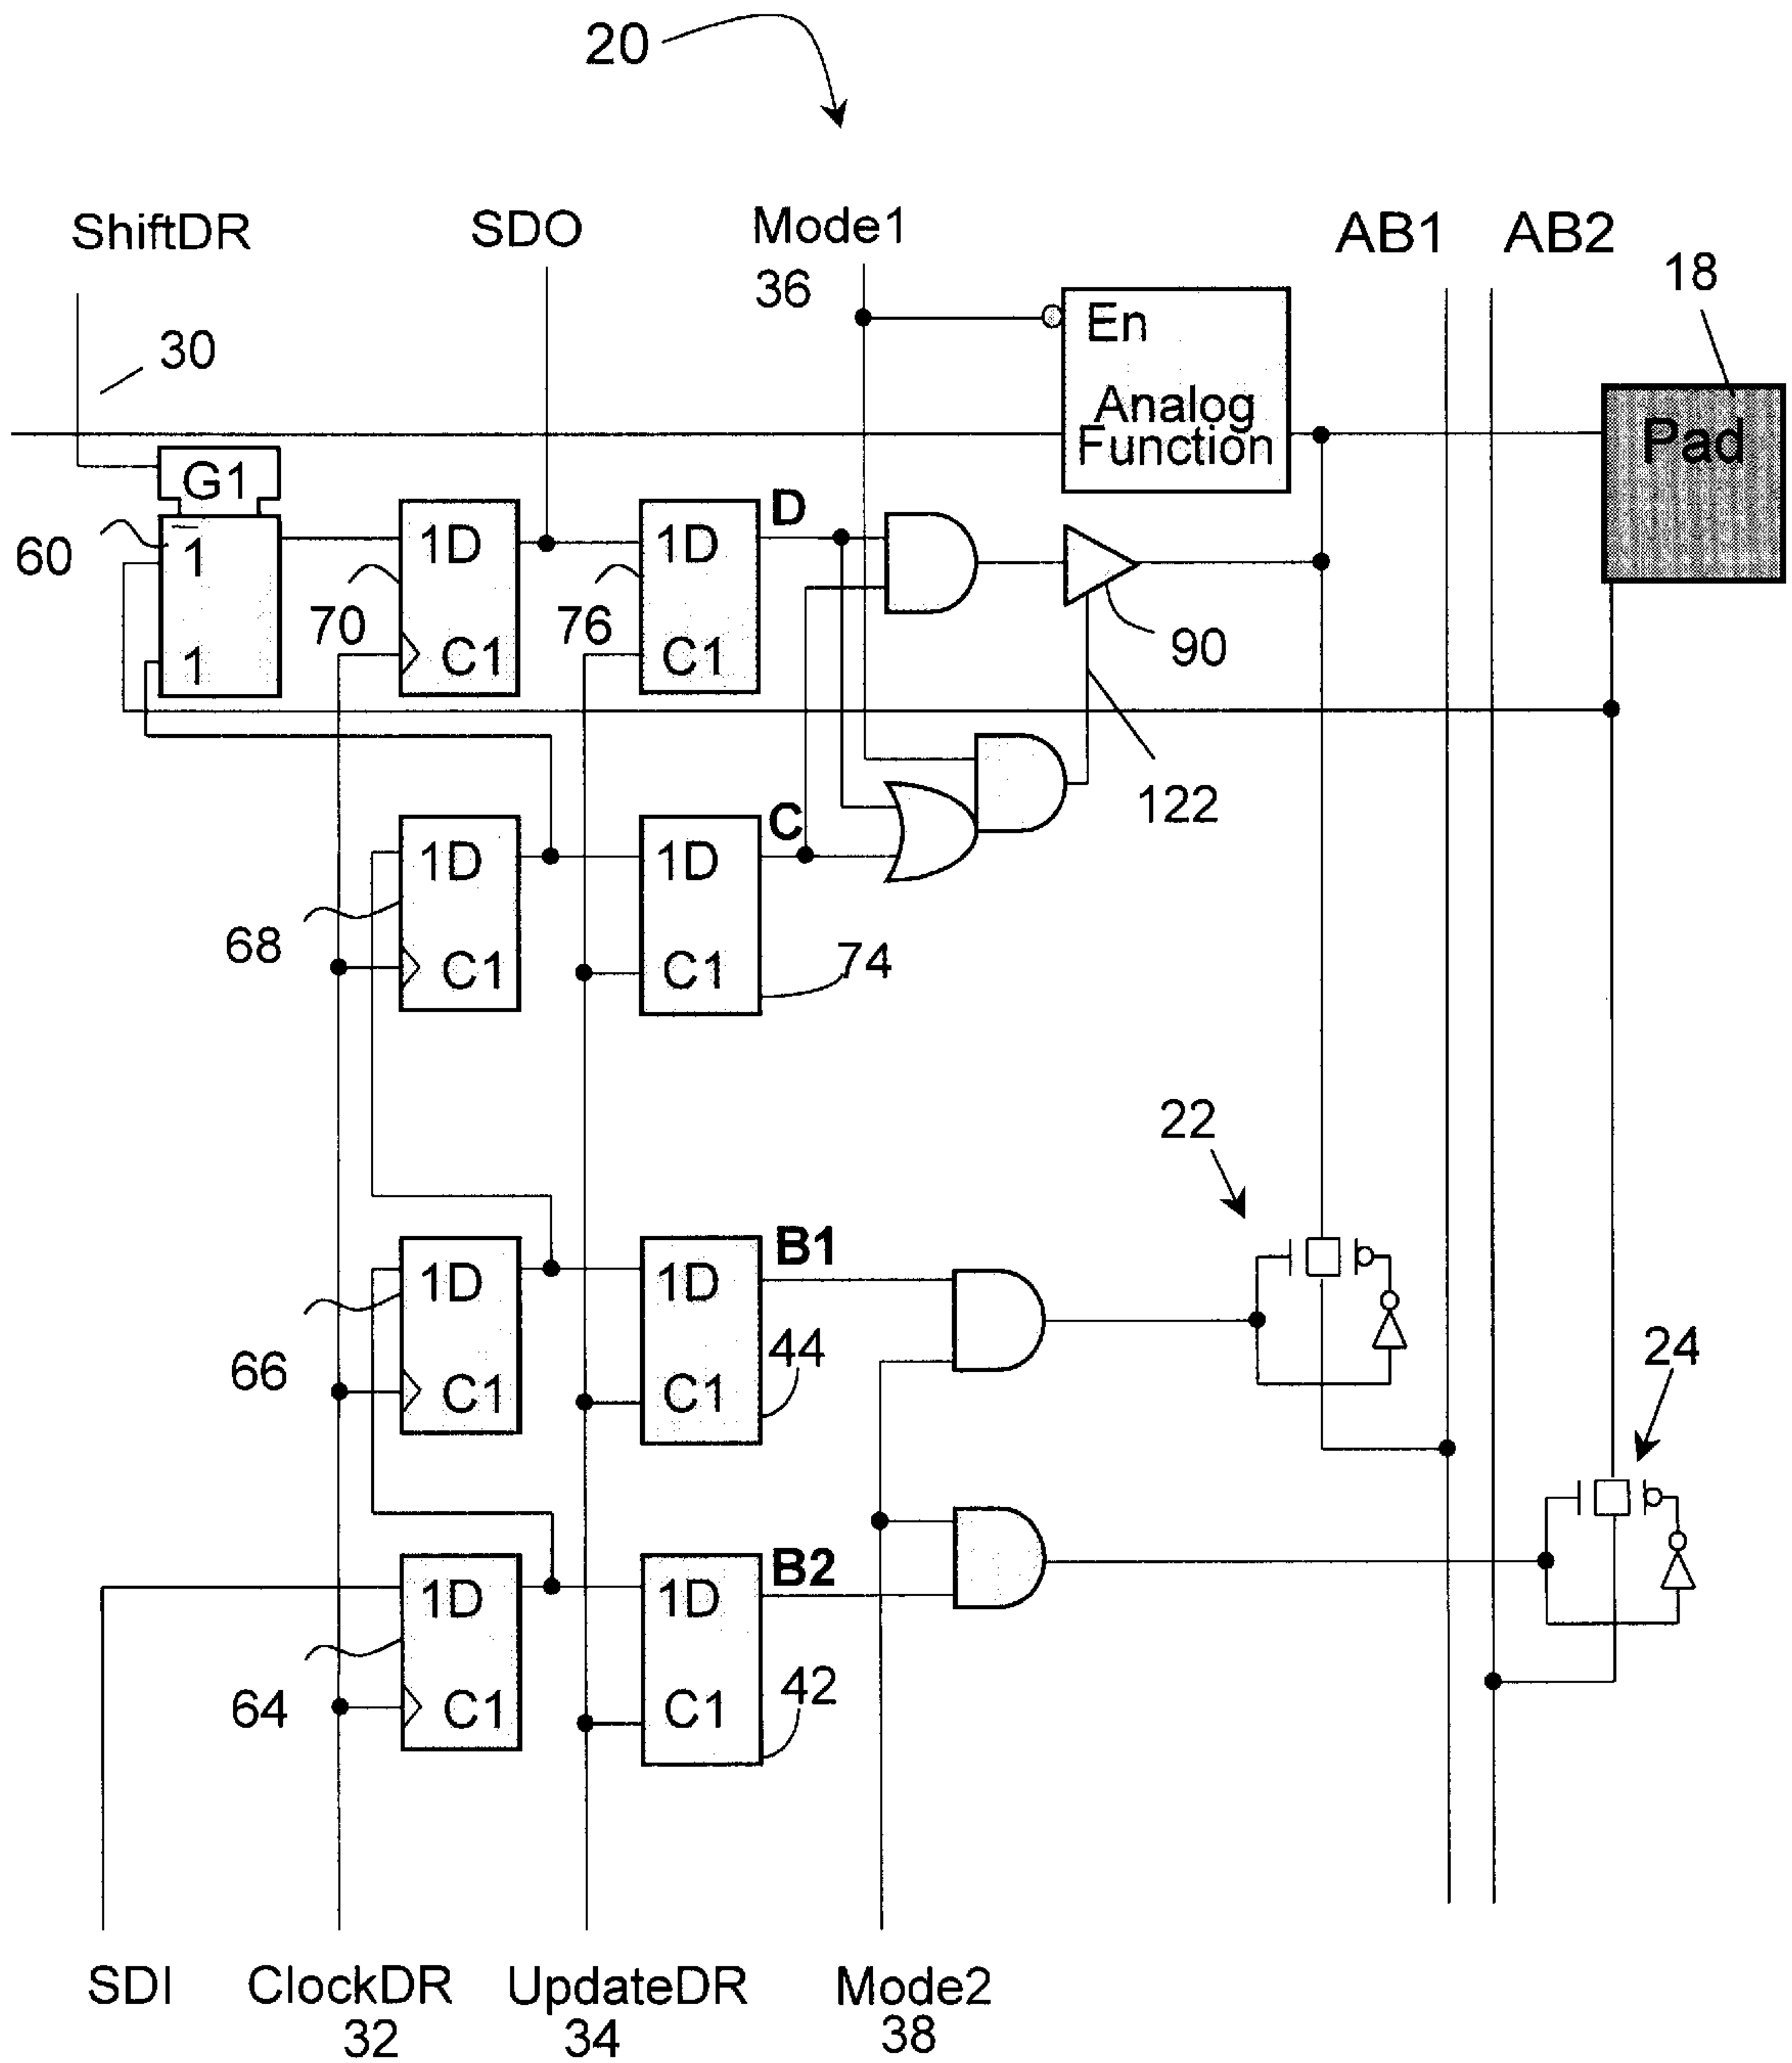 20
ShiftDR
SDO
Mode1
36
AB1
AB2
18
30
En
Analog
Function
Pad
G1
60
1
1
1D
C1
70
1D
C1
76
D
90
122
C
1D
C1
68
1D
C1
74
22
B1
1D
C1
66
1D
C1
44
24
B2
1D
C1
64
1D
C1
42
SDI
ClockDR
32
UpdateDR
34
Mode2
38